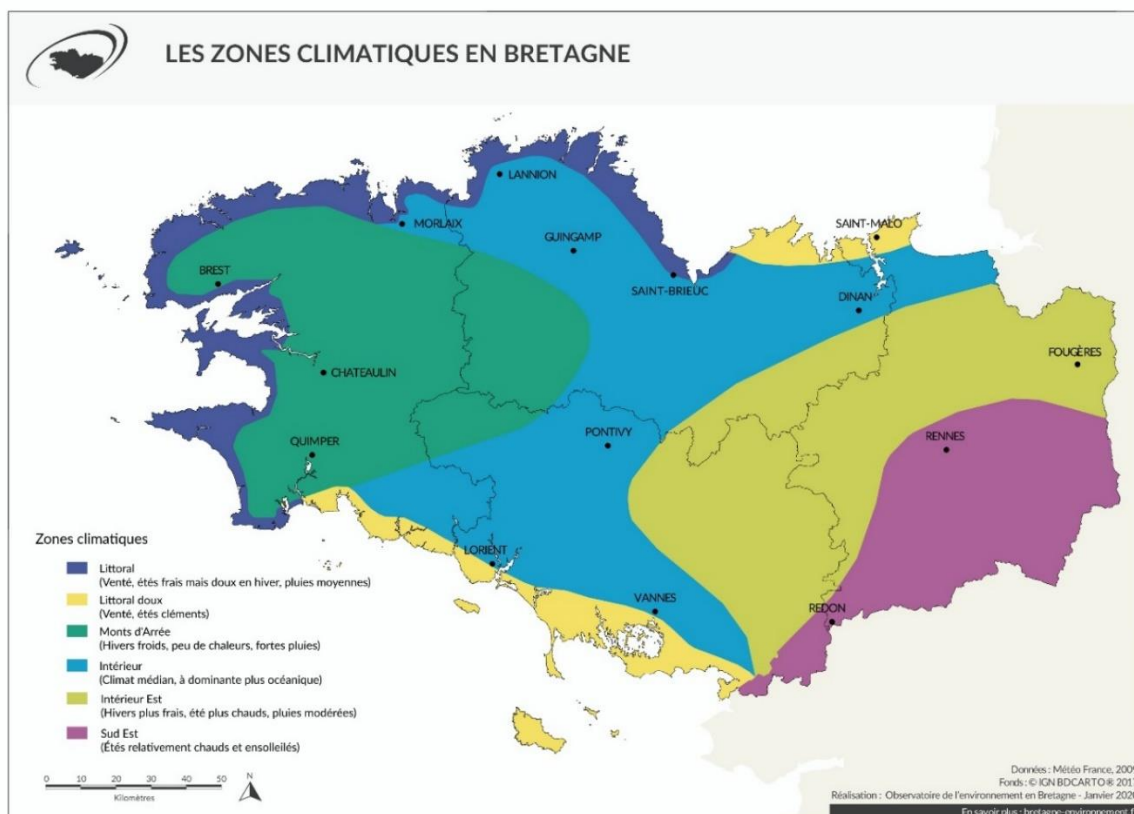 LES ZONES CLIMATIQUES EN BRETAGNE
LANNION
MORLAIX
SAINT-MALO
GUINGAMP
BREST
SAINT-BRIEUC
DINAN
FOUGÈRES
CHATEAULIN
RENNES
PONTIVY
QUIMPER
LORIENT
VANNES
REDON
Zones climatiques
Littoral
(Venté, étés frais mais doux en hiver, pluies moyennes)
Littoral doux
(Venté, étés cléments)
Monts d'Arrée
(Hivers froids, peu de chaleurs, fortes pluies)
Intérieur
(Climat médian, à dominante plus océanique)
Intérieur Est
(Hivers plus frais, été plus chauds, pluies modérées)
Sud Est
(Étés relativement chauds et ensolleilés)
0 10 20 30 40 50
Kilomètres
N
Données : Météo France, 2009
Fonds : © IGN BDCARTO® 2017
Réalisation : Observatoire de l'environnement en Bretagne - Janvier 2020
En savoir plus : bretagne-environnement.f